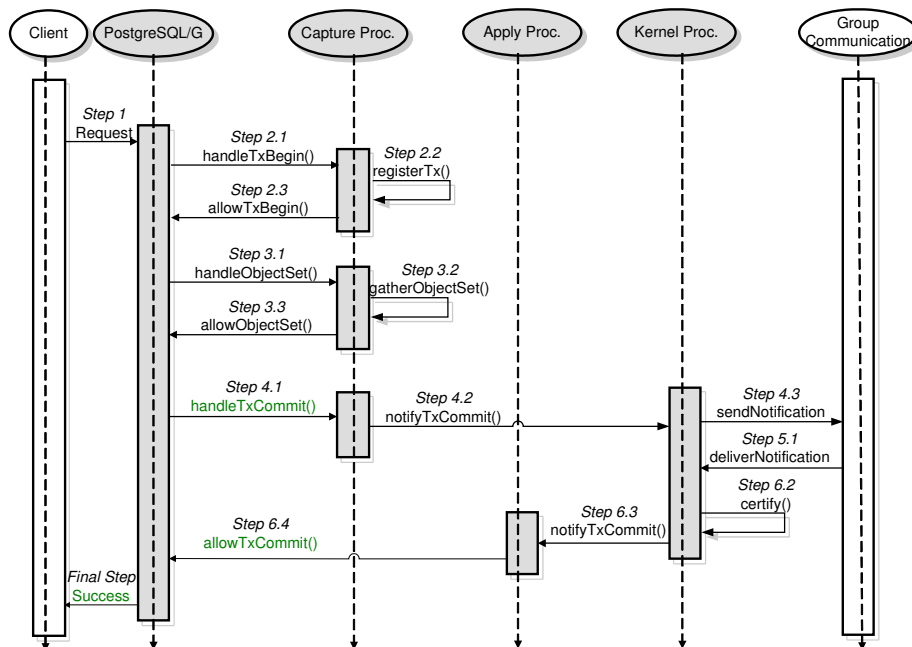 Client
PostgreSQL/G
Capture Proc.
Apply Proc.
Kernel Proc.
Group
Communication
Step 1
Request
Step 2.1
handleTxBegin()
Step 2.2
registerTx()
Step 2.3
allowTxBegin()
Step 3.1
handleObjectSet()
Step 3.2
gatherObjectSet()
Step 3.3
allowObjectSet()
Step 4.1
handleTxCommit()
Step 4.2
notifyTxCommit()
Step 4.3
sendNotification
Step 5.1
deliverNotification
Step 6.2
certify()
Step 6.3
notifyTxCommit()
Step 6.4
allowTxCommit()
Final Step
Success